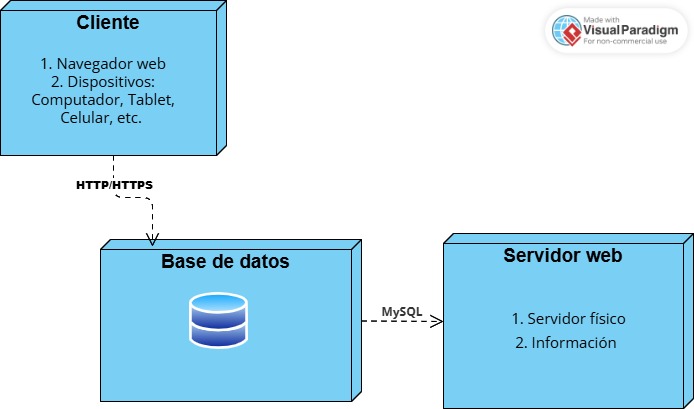 Cliente
1. Navegador web
2. Dispositivos:
Computador, Tablet,
Celular, etc.
Made with
Visual Paradigm
For non-commercial use
HTTP/HTTPS
Base de datos
MySQL
Servidor web
1. Servidor físico
2. Información